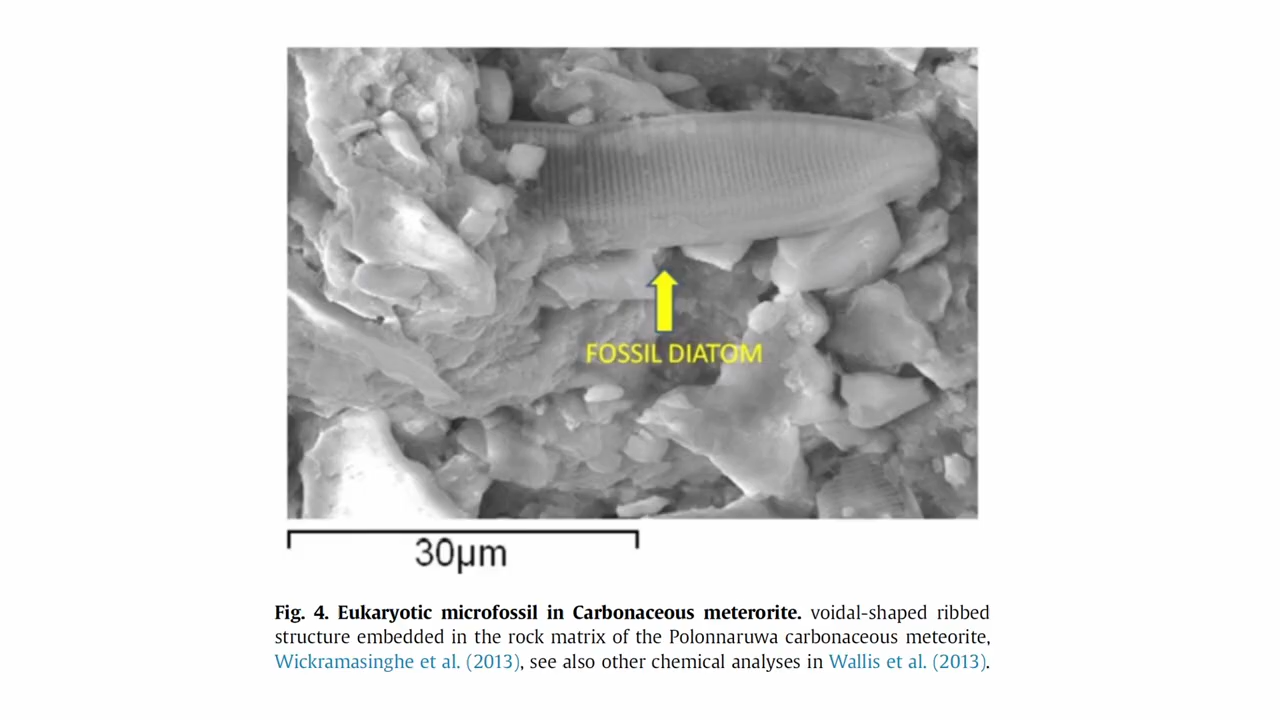 FOSSIL DIATOM
30µm
Fig. 4. Eukaryotic microfossil in Carbonaceous meterorite. voidal-shaped ribbed
structure embedded in the rock matrix of the Polonnaruwa carbonaceous meteorite,
Wickramasinghe et al. (2013), see also other chemical analyses in Wallis et al. (2013).